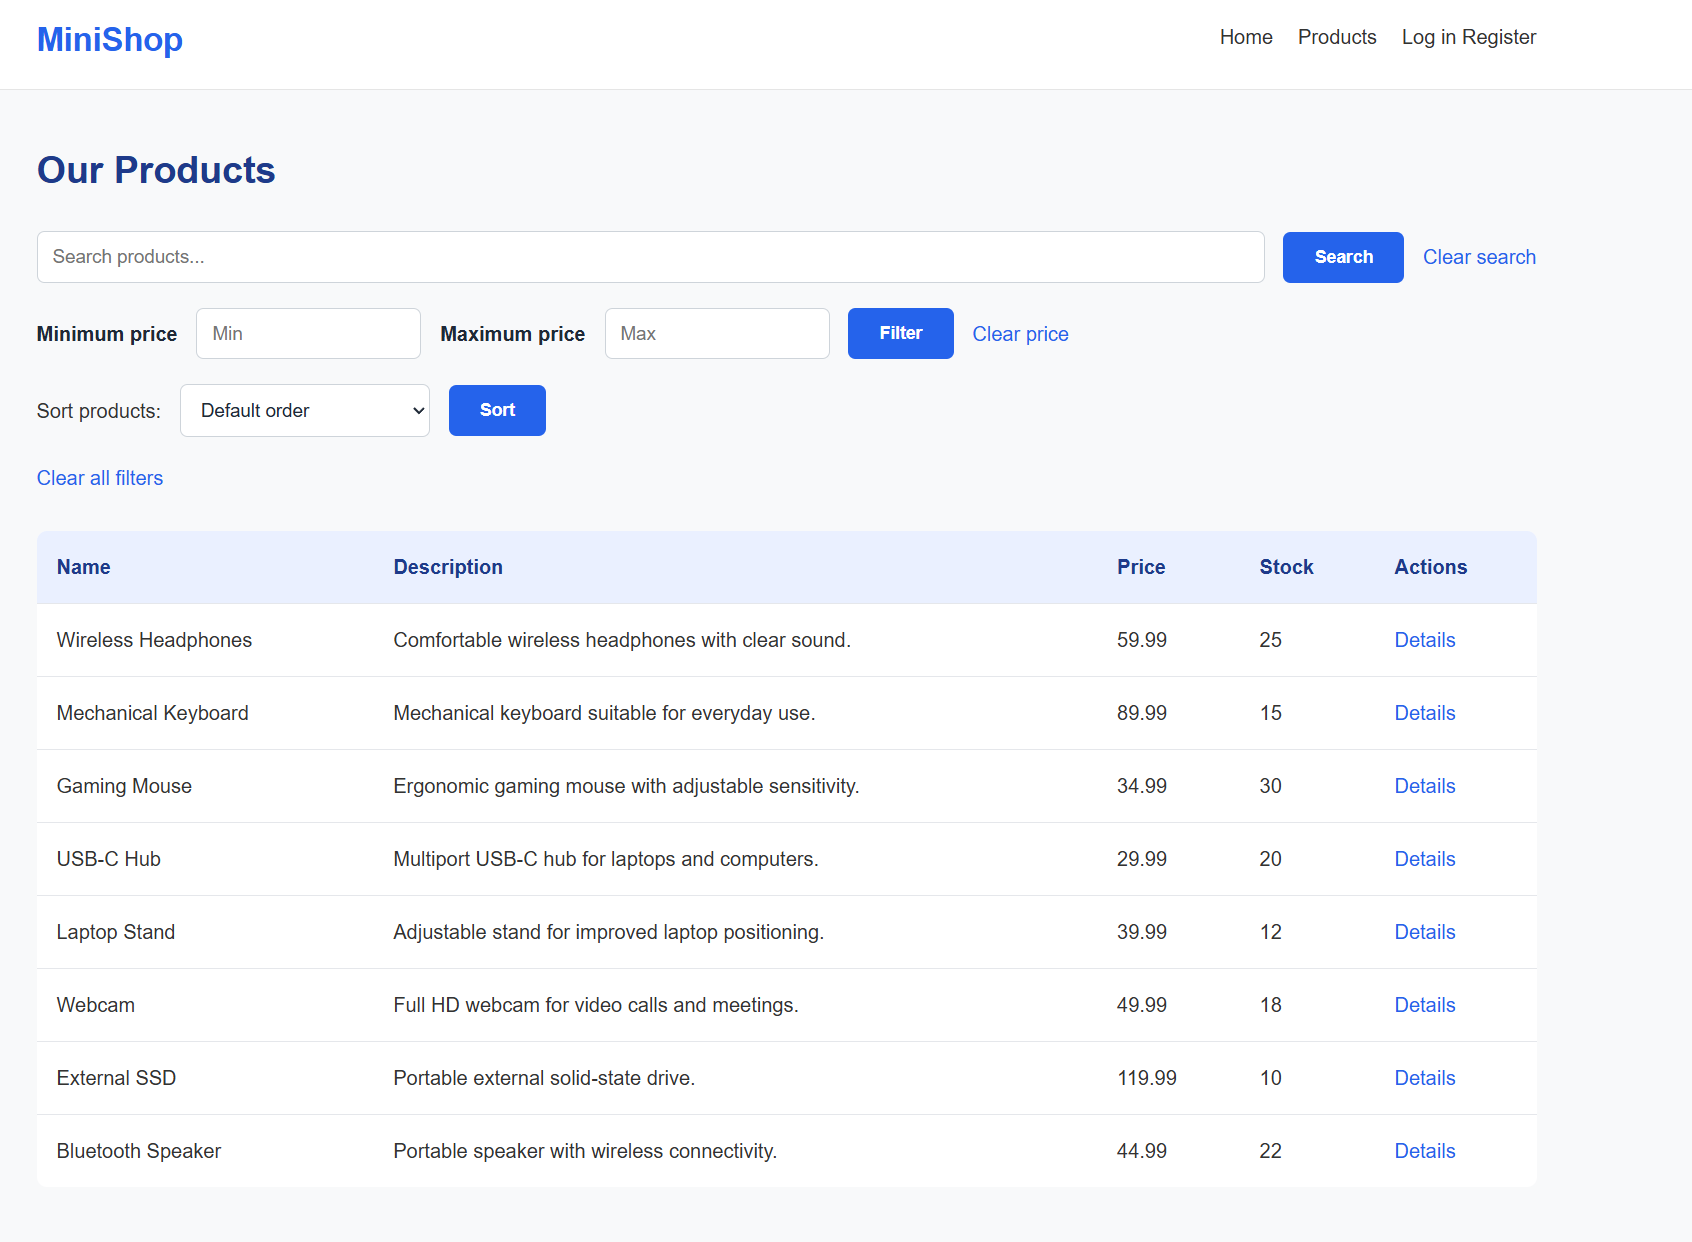 MiniShop Home Products Log in Register
Our Products
Search products... Search Clear search
Minimum price Min Maximum price Max Filter Clear price
Sort products: Default order Sort
Clear all filters
Name Description Price Stock Actions
Wireless Headphones Comfortable wireless headphones with clear sound. 59.99 25 Details
Mechanical Keyboard Mechanical keyboard suitable for everyday use. 89.99 15 Details
Gaming Mouse Ergonomic gaming mouse with adjustable sensitivity. 34.99 30 Details
USB-C Hub Multiport USB-C hub for laptops and computers. 29.99 20 Details
Laptop Stand Adjustable stand for improved laptop positioning. 39.99 12 Details
Webcam Full HD webcam for video calls and meetings. 49.99 18 Details
External SSD Portable external solid-state drive. 119.99 10 Details
Bluetooth Speaker Portable speaker with wireless connectivity. 44.99 22 Details